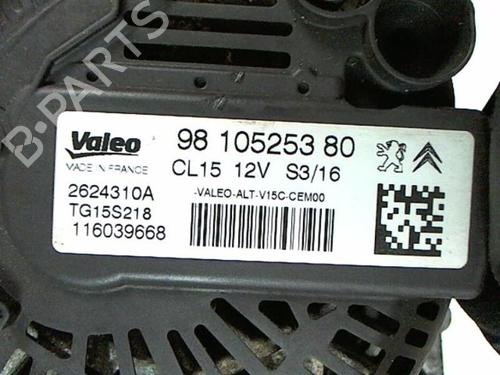 B-PARTS
Valeo
MADE IN FRANCE
98 105253 80
CL15 12V S3/16
2624310A
TG15S218
116039668
-VALEO-ALT-V15C-CEM00